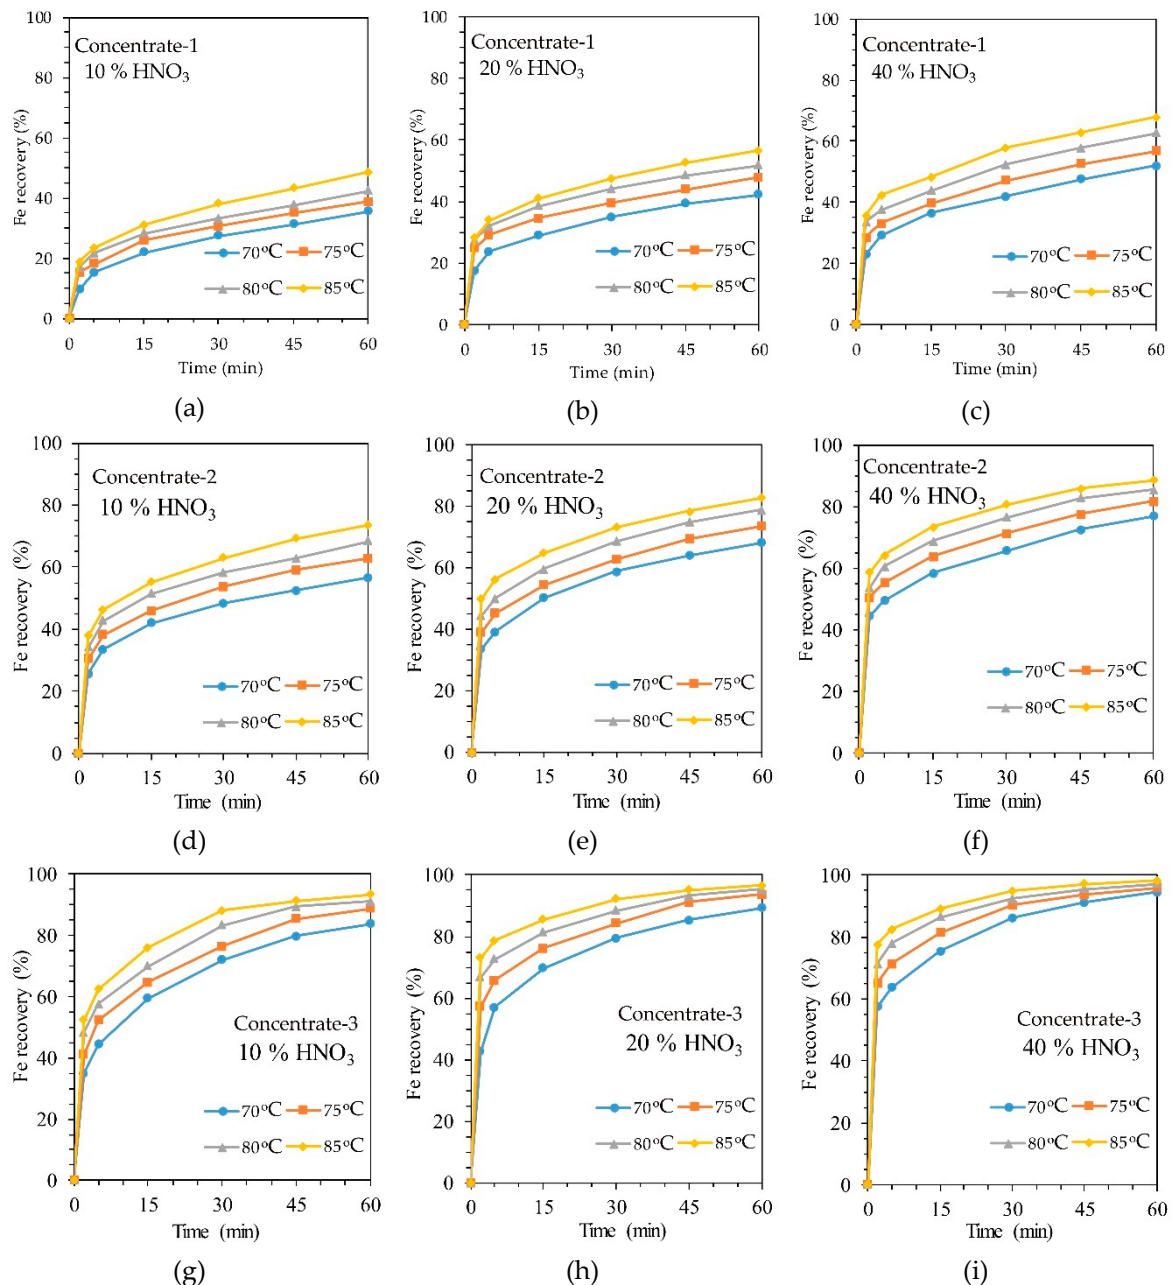 Concentrate-1
10 % HNO₃
Fe recovery (%)
100
80
60
40
20
0
70°C 75°C
80°C 85°C
0 15 30 45 60
Time (min)
(a)
Concentrate-1
20 % HNO₃
Fe recovery (%)
100
80
60
40
20
0
70°C 75°C
80°C 85°C
0 15 30 45 60
Time (min)
(b)
Concentrate-1
40 % HNO₃
Fe recovery (%)
100
80
60
40
20
0
70°C 75°C
80°C 85°C
0 15 30 45 60
Time (min)
(c)
Concentrate-2
10 % HNO₃
Fe recovery (%)
100
80
60
40
20
0
70°C 75°C
80°C 85°C
0 15 30 45 60
Time (min)
(d)
Concentrate-2
20 % HNO₃
Fe recovery (%)
100
80
60
40
20
0
70°C 75°C
80°C 85°C
0 15 30 45 60
Time (min)
(e)
Concentrate-2
40 % HNO₃
Fe recovery (%)
100
80
60
40
20
0
70°C 75°C
80°C 85°C
0 15 30 45 60
Time (min)
(f)
Concentrate-3
10 % HNO₃
Fe recovery (%)
100
80
60
40
20
0
70°C 75°C
80°C 85°C
0 15 30 45 60
Time (min)
(g)
Concentrate-3
20 % HNO₃
Fe recovery (%)
100
80
60
40
20
0
70°C 75°C
80°C 85°C
0 15 30 45 60
Time (min)
(h)
Concentrate-3
40 % HNO₃
Fe recovery (%)
100
80
60
40
20
0
70°C 75°C
80°C 85°C
0 15 30 45 60
Time (min)
(i)